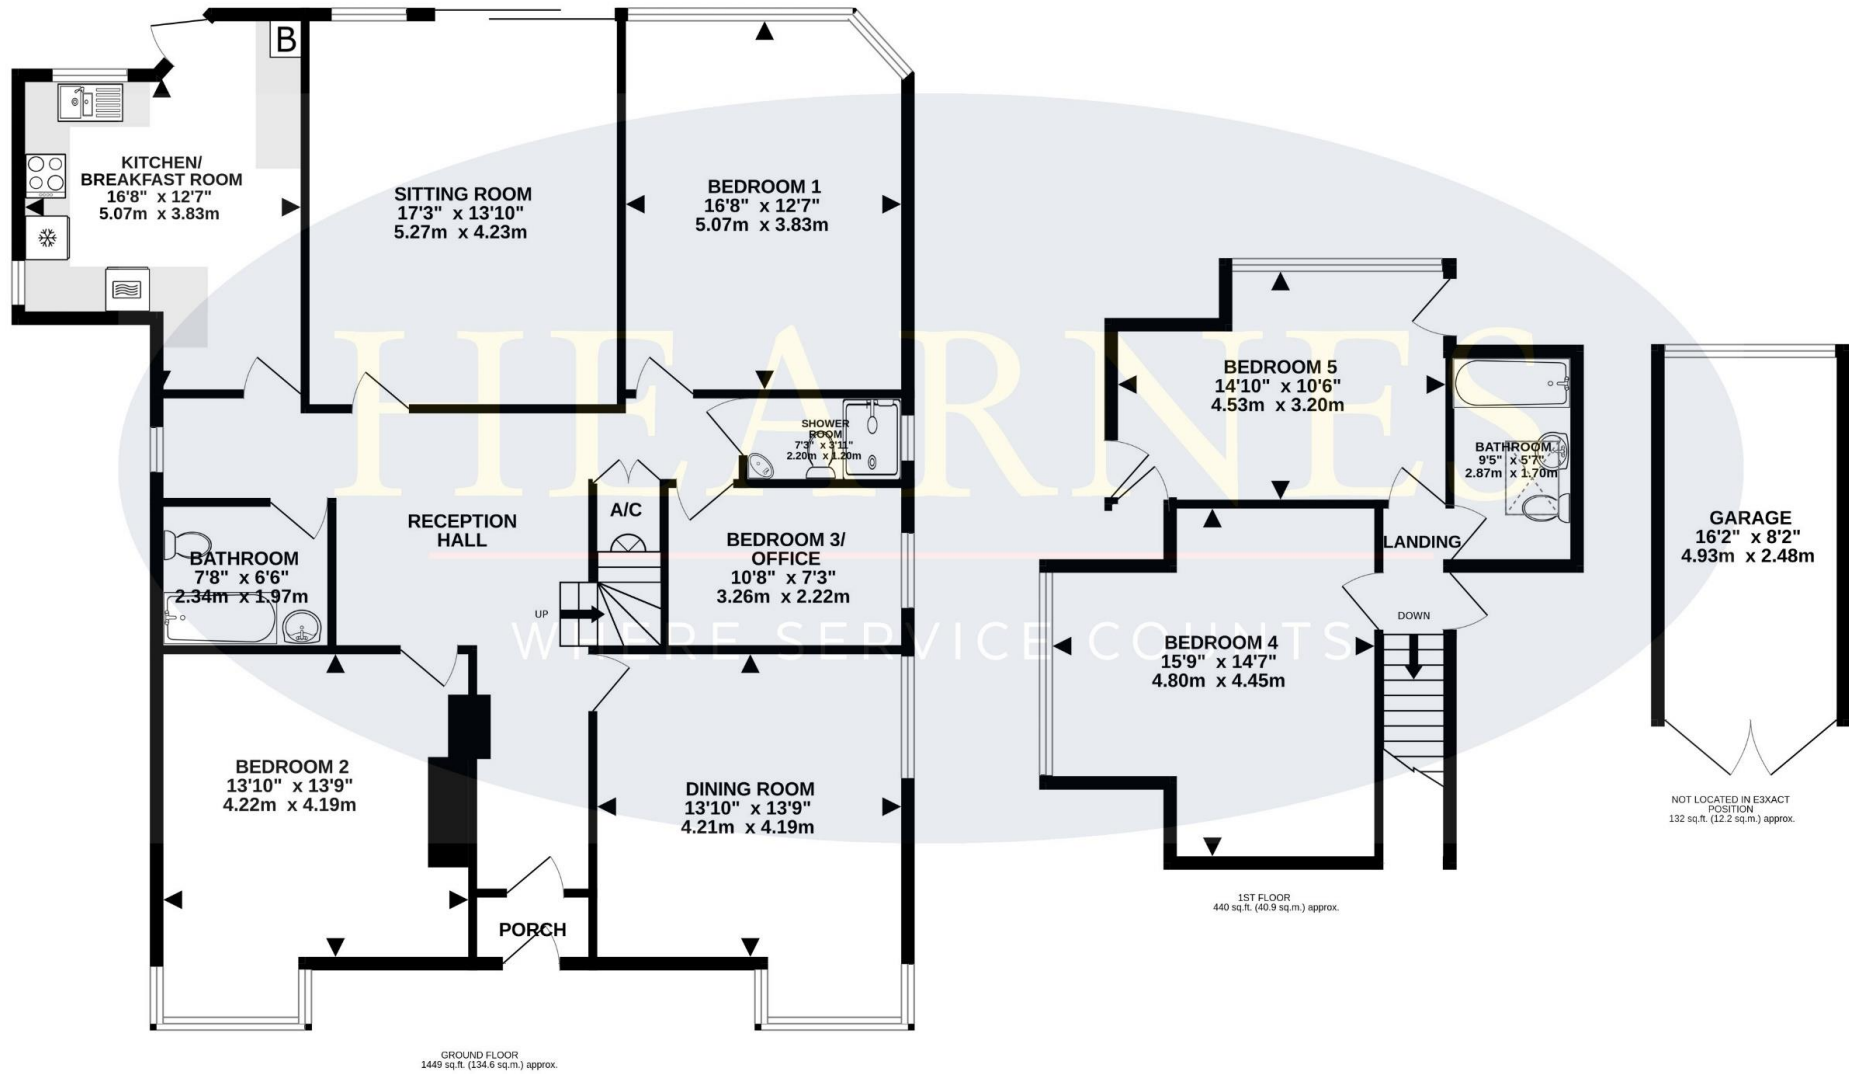 B
KITCHEN/
BREAKFAST ROOM
16'8" x 12'7"
5.07m x 3.83m
SITTING ROOM
17'3" x 13'10"
5.27m x 4.23m
BEDROOM 1
16'8" x 12'7"
5.07m x 3.83m
HEARNES
WHERE SERVICE COUNTS
SHOWER
ROOM
7'3" x 3'11"
2.20m x 1.20m
RECEPTION
HALL
A/C
BEDROOM 3/
OFFICE
10'8" x 7'3"
3.26m x 2.22m
BATHROOM
7'8" x 6'6"
2.34m x 1.97m
UP
BEDROOM 2
13'10" x 13'9"
4.22m x 4.19m
DINING ROOM
13'10" x 13'9"
4.21m x 4.19m
PORCH
GROUND FLOOR
1449 sq.ft. (134.6 sq.m.) approx.
BEDROOM 5
14'10" x 10'6"
4.53m x 3.20m
BATHROOM
9'5" x 5'7"
2.87m x 1.70m
LANDING
DOWN
BEDROOM 4
15'9" x 14'7"
4.80m x 4.45m
1ST FLOOR
440 sq.ft. (40.9 sq.m.) approx.
GARAGE
16'2" x 8'2"
4.93m x 2.48m
NOT LOCATED IN E3XACT
POSITION
132 sq.ft. (12.2 sq.m.) approx.